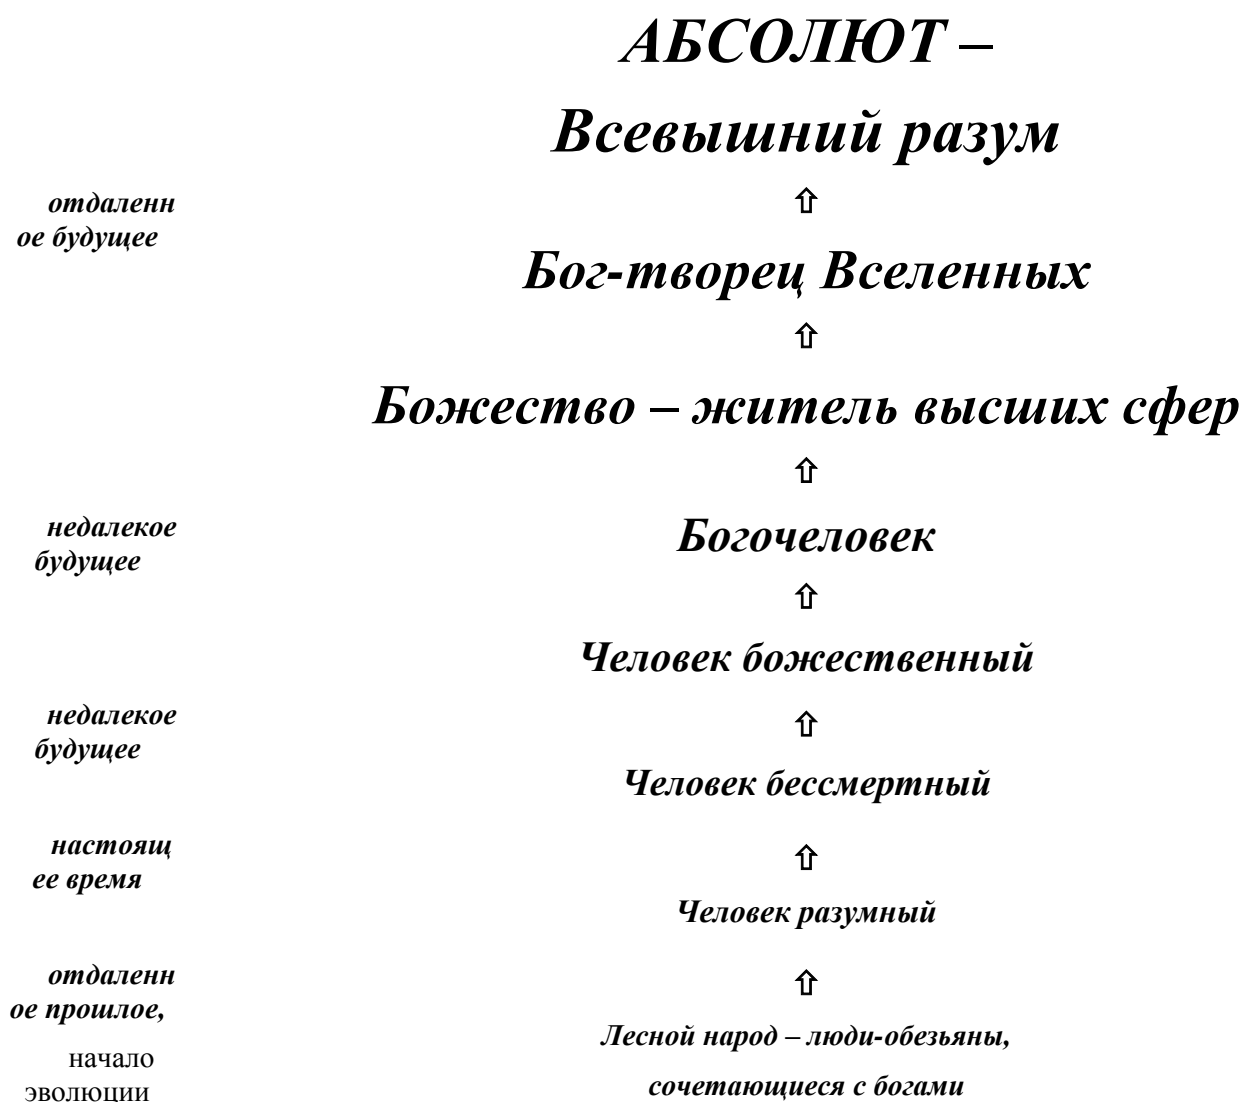 АБСОЛЮТ –
Всевышний разум
⇧
отдаленн
ое будущее
Бог-творец Вселенных
⇧
Божество – житель высших сфер
⇧
недалекое
будущее
Богочеловек
⇧
Человек божественный
недалекое
будущее
⇧
Человек бессмертный
настоящ
ее время
⇧
Человек разумный
отдаленн
ое прошлое,
⇧
начало
эволюции
Лесной народ – люди-обезьяны,
сочетающиеся с богами